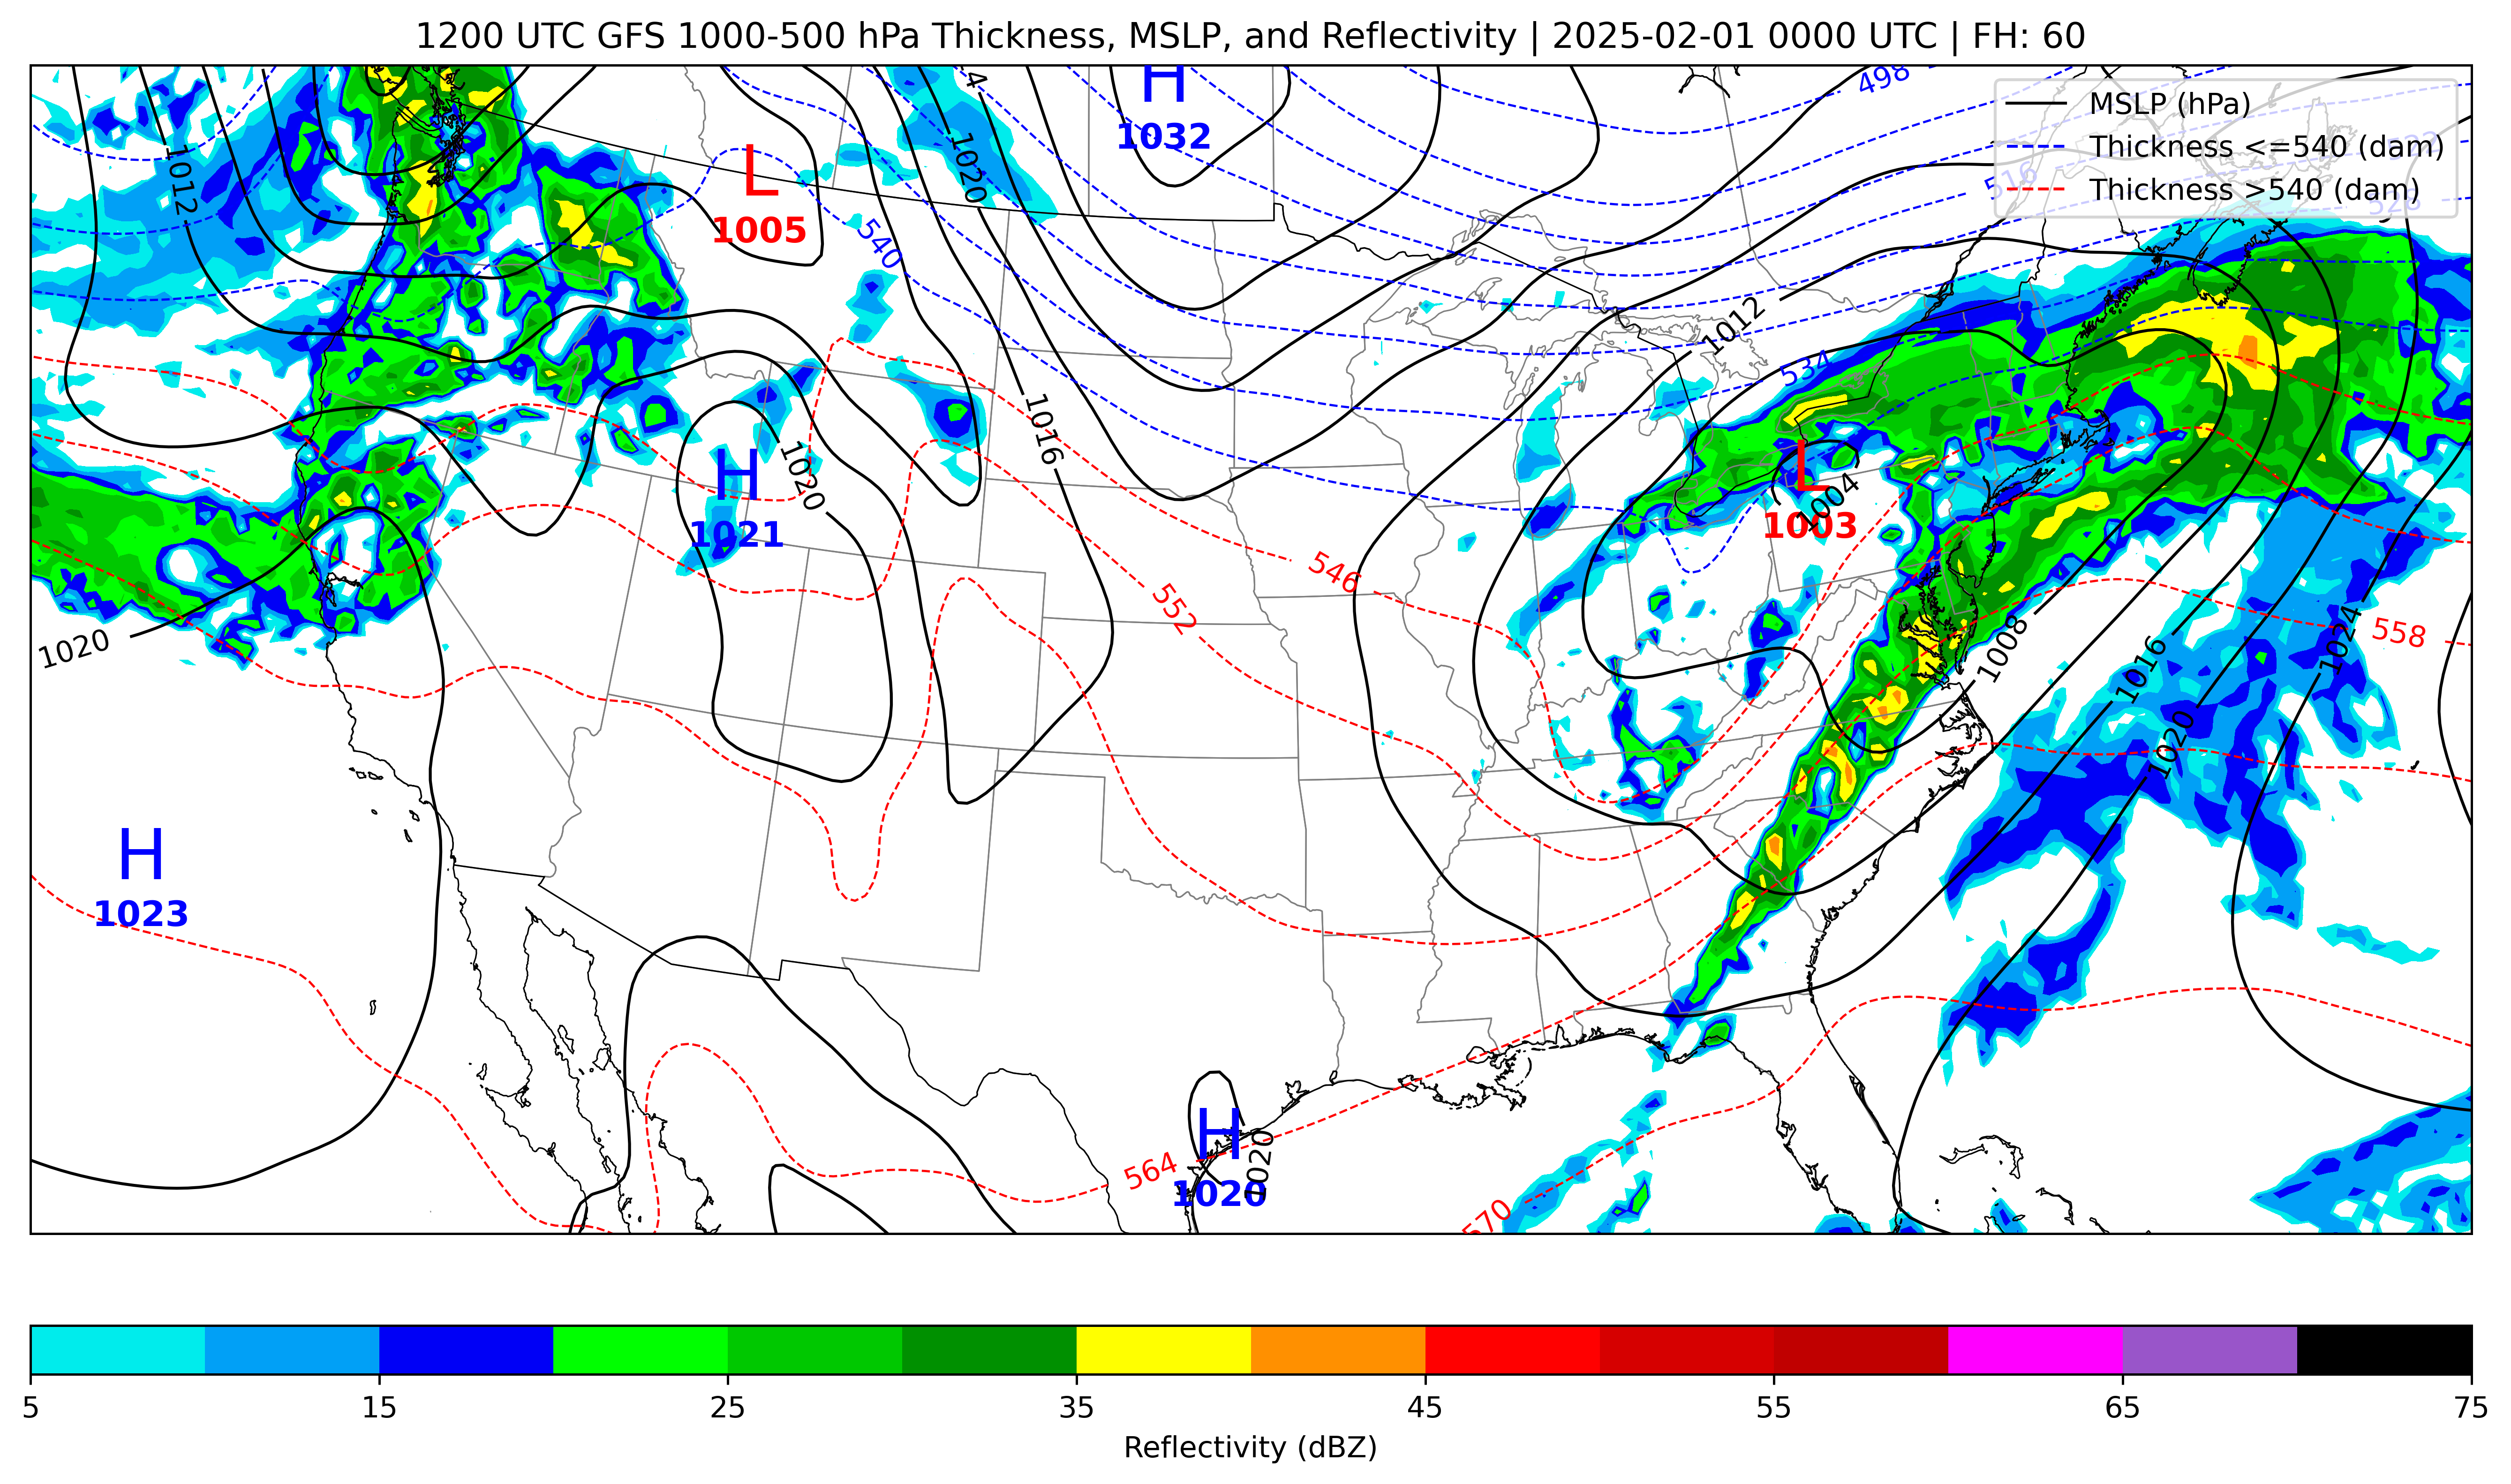 1200 UTC GFS 1000-500 hPa Thickness, MSLP, and Reflectivity | 2025-02-01 0000 UTC | FH: 60
MSLP (hPa)
Thickness <=540 (dam)
Thickness >540 (dam)
498
516
522
528
4
H
1032
1012
1020
L
1005
540
1012
534
1016
1020
H
1021
L
1004
1003
546
552
558
1020
1008
1024
1016
1020
H
1023
H
1020
1020
564
570
5 15 25 35 45 55 65 75
Reflectivity (dBZ)